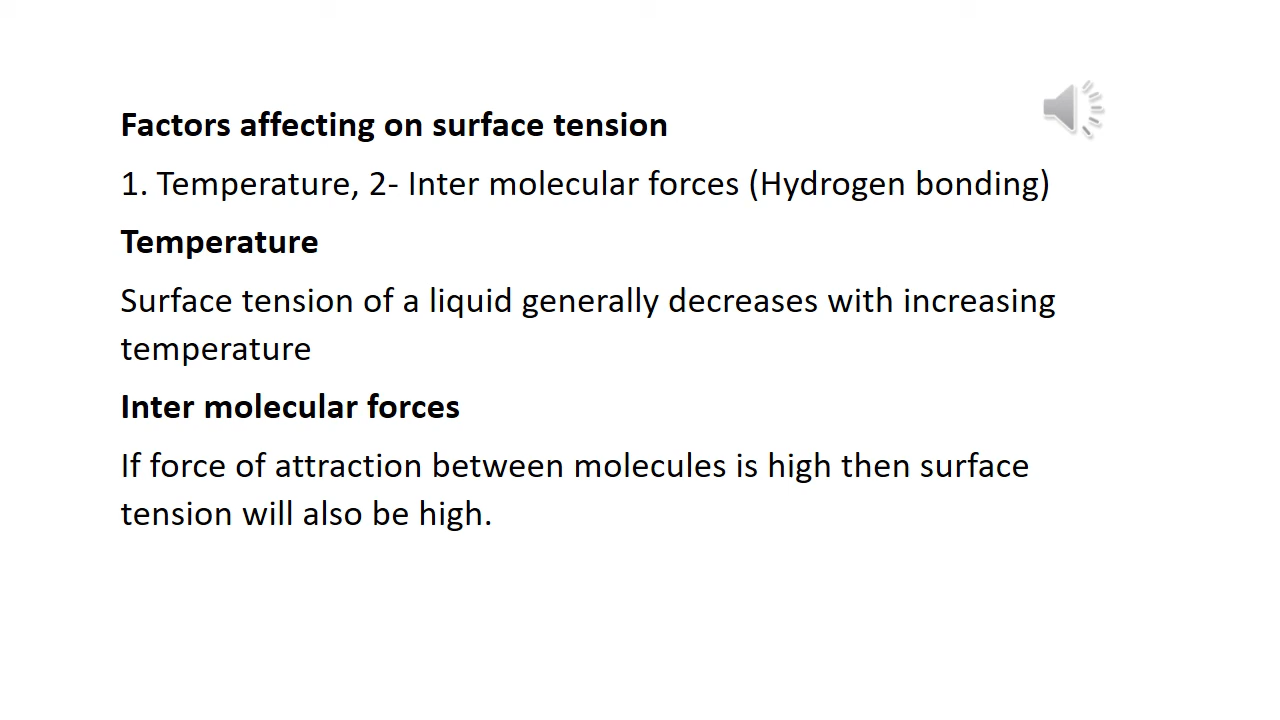 Factors affecting on surface tension
1. Temperature, 2- Inter molecular forces (Hydrogen bonding)
Temperature
Surface tension of a liquid generally decreases with increasing
temperature
Inter molecular forces
If force of attraction between molecules is high then surface
tension will also be high.